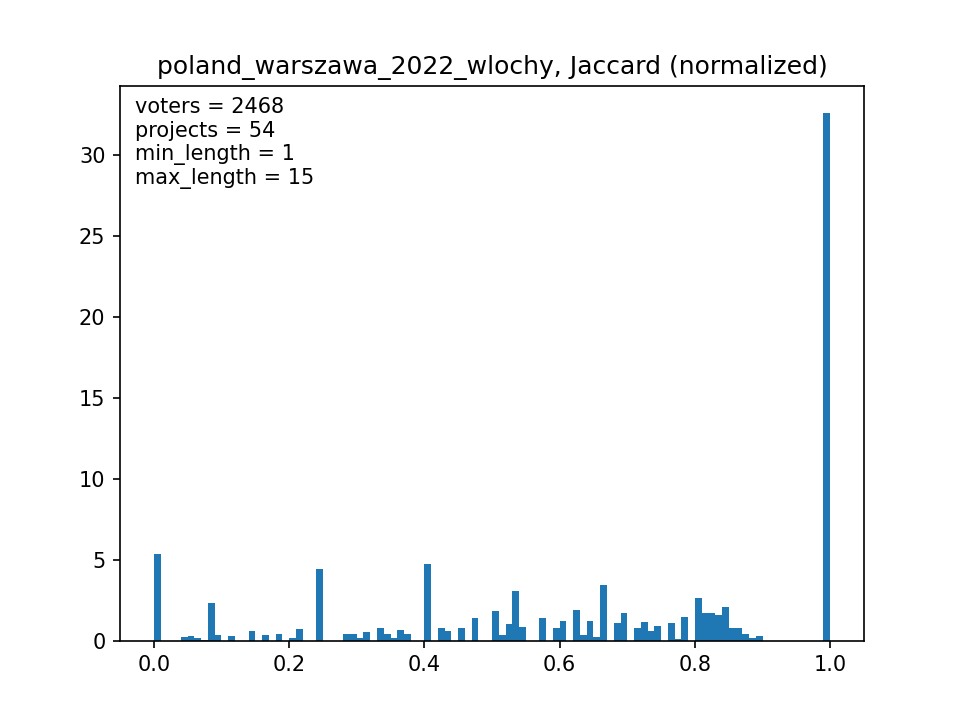 poland_warszawa_2022_wlochy, Jaccard (normalized)
voters = 2468
projects = 54
min_length = 1
max_length = 15
30
25
20
15
10
5
0
0.0 0.2 0.4 0.6 0.8 1.0